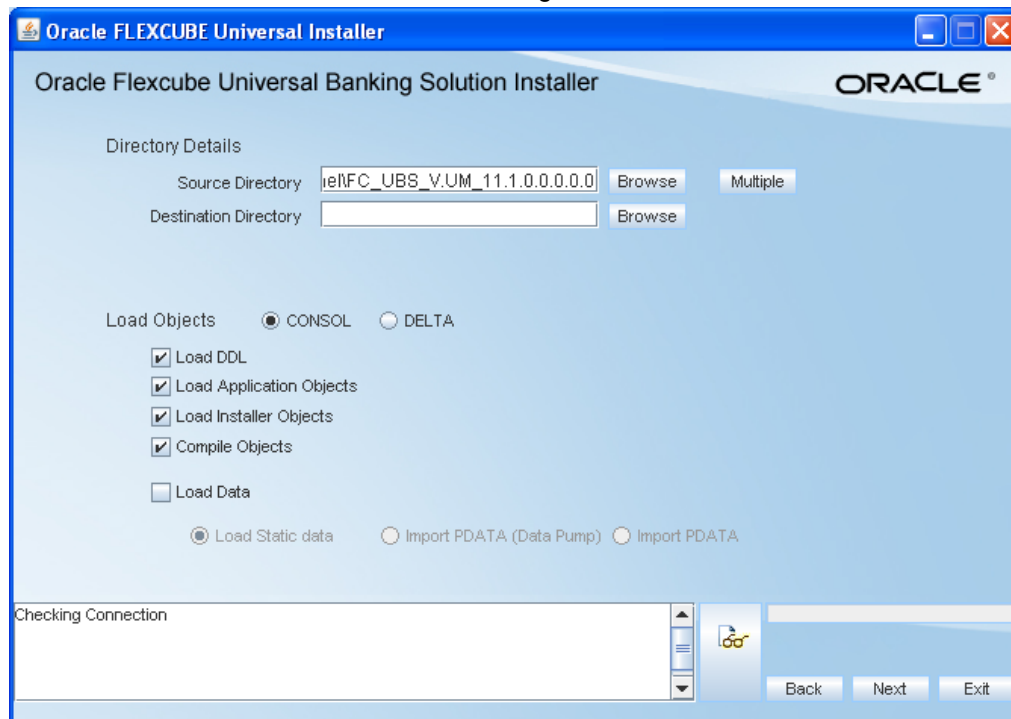 Oracle FLEXCUBE Universal Installer
Oracle Flexcube Universal Banking Solution Installer ORACLE®
Directory Details
Source Directory uel\FC_UBS_V.UM_11.1.0.0.0.0.0 Browse Multiple
Destination Directory Browse
Load Objects CONSOL DELTA
Load DDL
Load Application Objects
Load Installer Objects
Compile Objects
Load Data
Load Static data Import PDATA (Data Pump) Import PDATA
Checking Connection
Back Next Exit